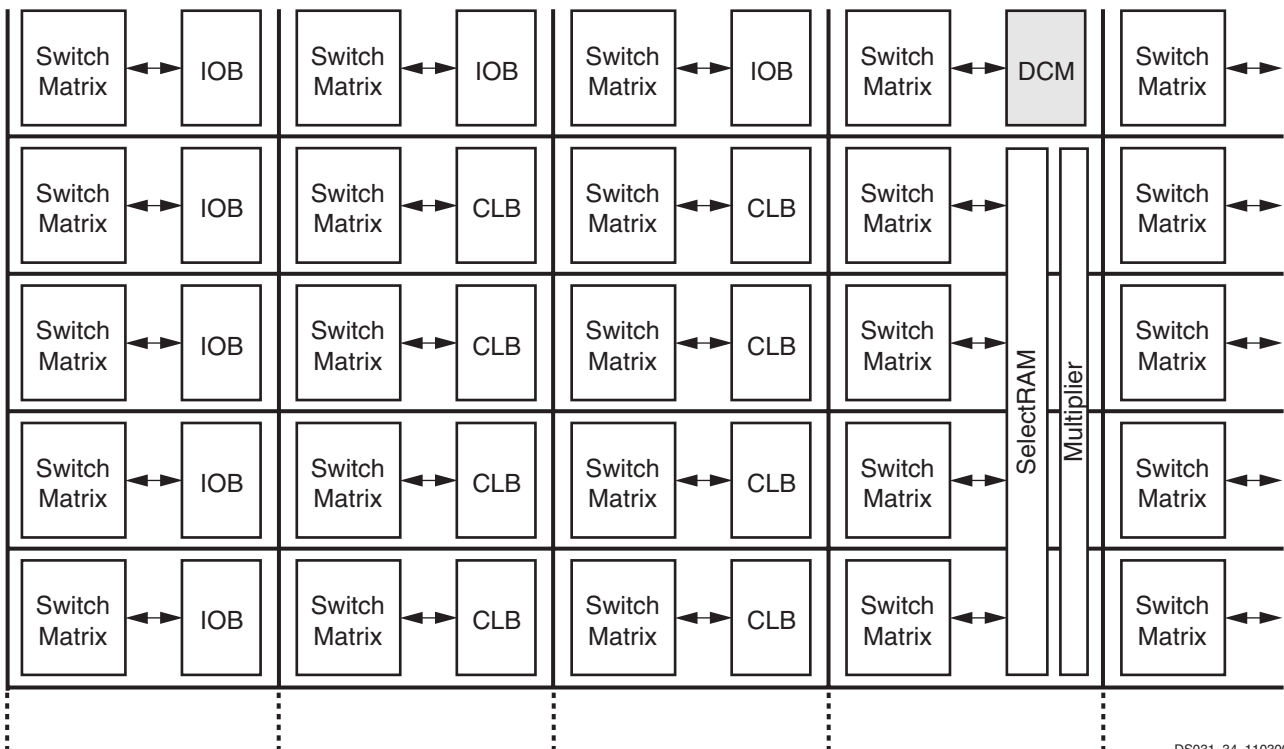 Switch
Matrix
IOB
Switch
Matrix
IOB
Switch
Matrix
IOB
Switch
Matrix
DCM
Switch
Matrix
Switch
Matrix
IOB
Switch
Matrix
CLB
Switch
Matrix
CLB
Switch
Matrix
Switch
Matrix
Switch
Matrix
IOB
Switch
Matrix
CLB
Switch
Matrix
CLB
Switch
Matrix
SelectRAM
Multiplier
Switch
Matrix
Switch
Matrix
IOB
Switch
Matrix
CLB
Switch
Matrix
CLB
Switch
Matrix
Switch
Matrix
Switch
Matrix
IOB
Switch
Matrix
CLB
Switch
Matrix
CLB
Switch
Matrix
Switch
Matrix